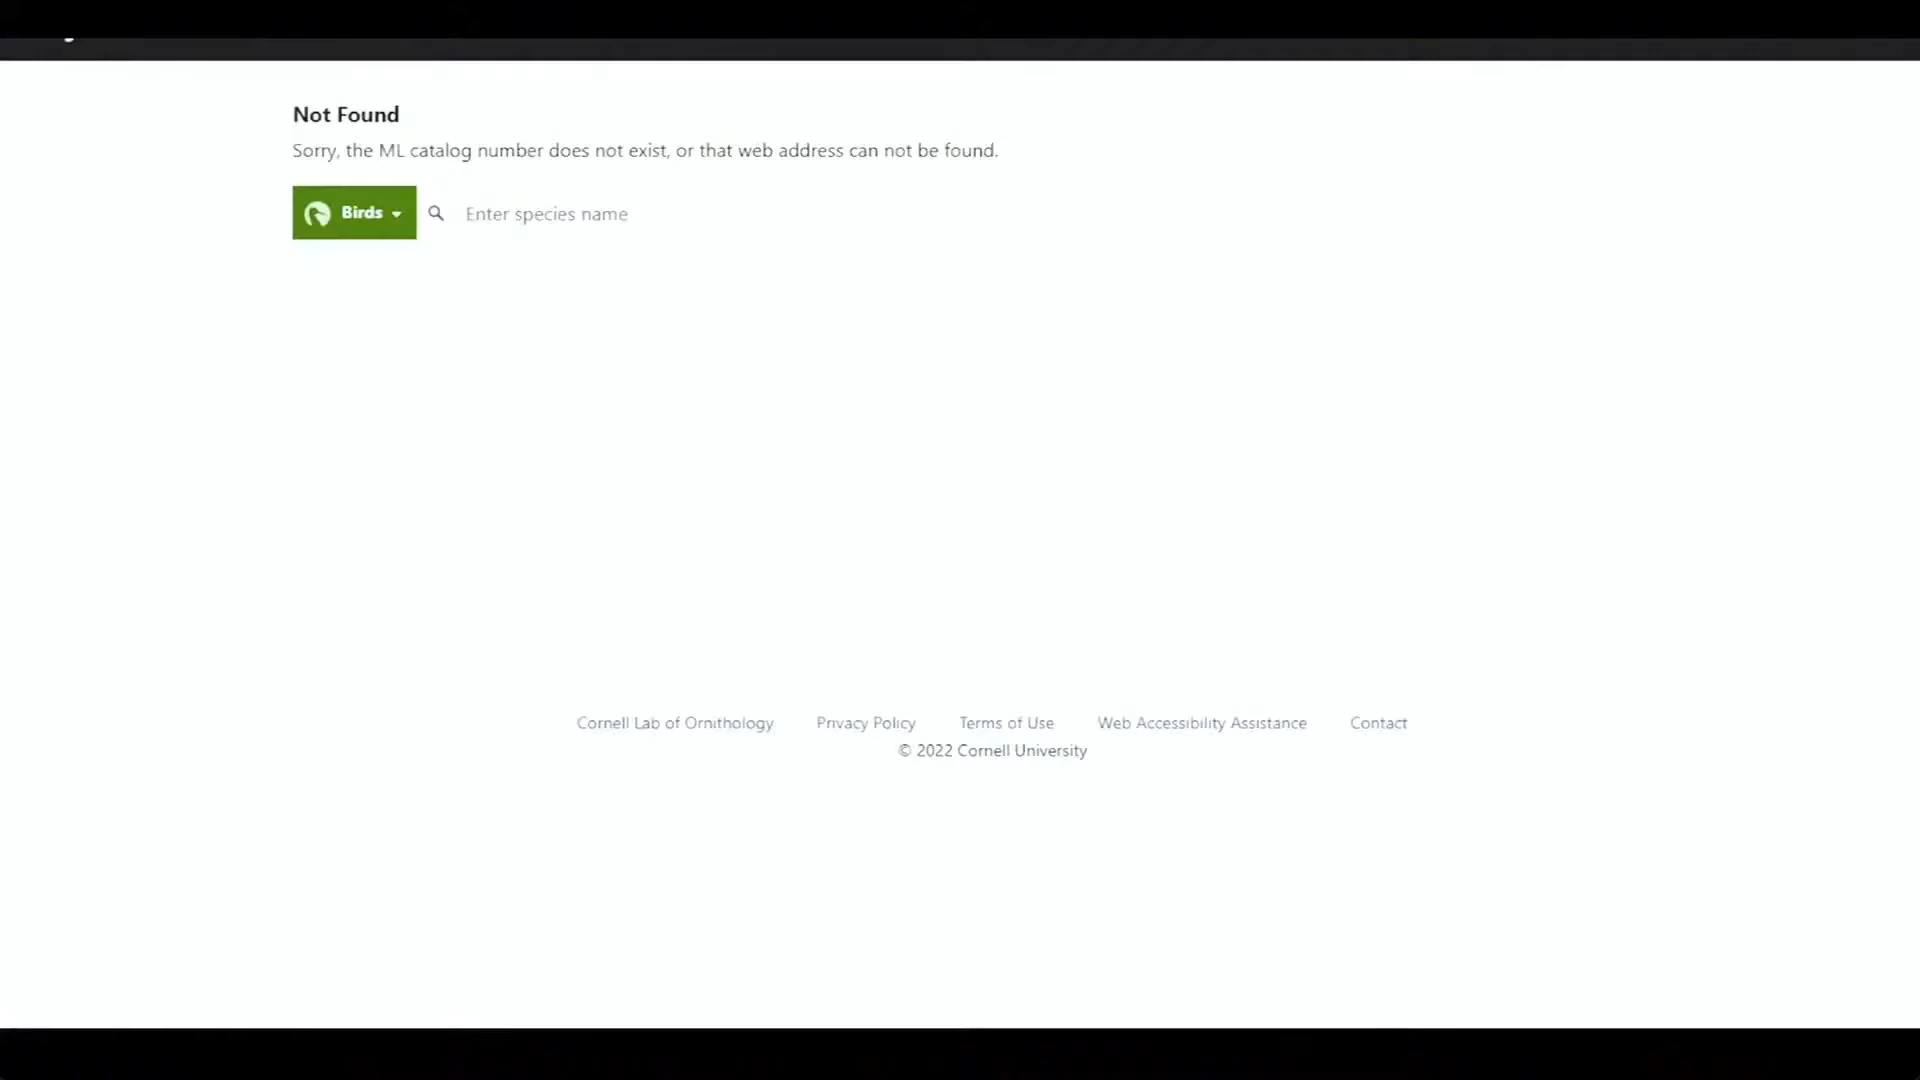 Not Found
Sorry, the ML catalog number does not exist, or that web address can not be found.
Birds Enter species name
Cornell Lab of Ornithology Privacy Policy Terms of Use Web Accessibility Assistance Contact
© 2022 Cornell University